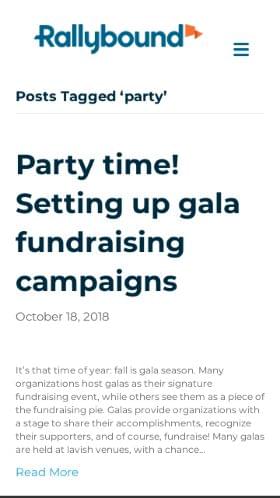 Rallybound
Posts Tagged ‘party’
Party time!
Setting up gala
fundraising
campaigns
October 18, 2018
It's that time of year: fall is gala season. Many
organizations host galas as their signature
fundraising event, while others see them as a piece of
the fundraising pie. Galas provide organizations with
a stage to share their accomplishments, recognize
their supporters, and of course, fundraise! Many galas
are held at lavish venues, with a chance...
Read More